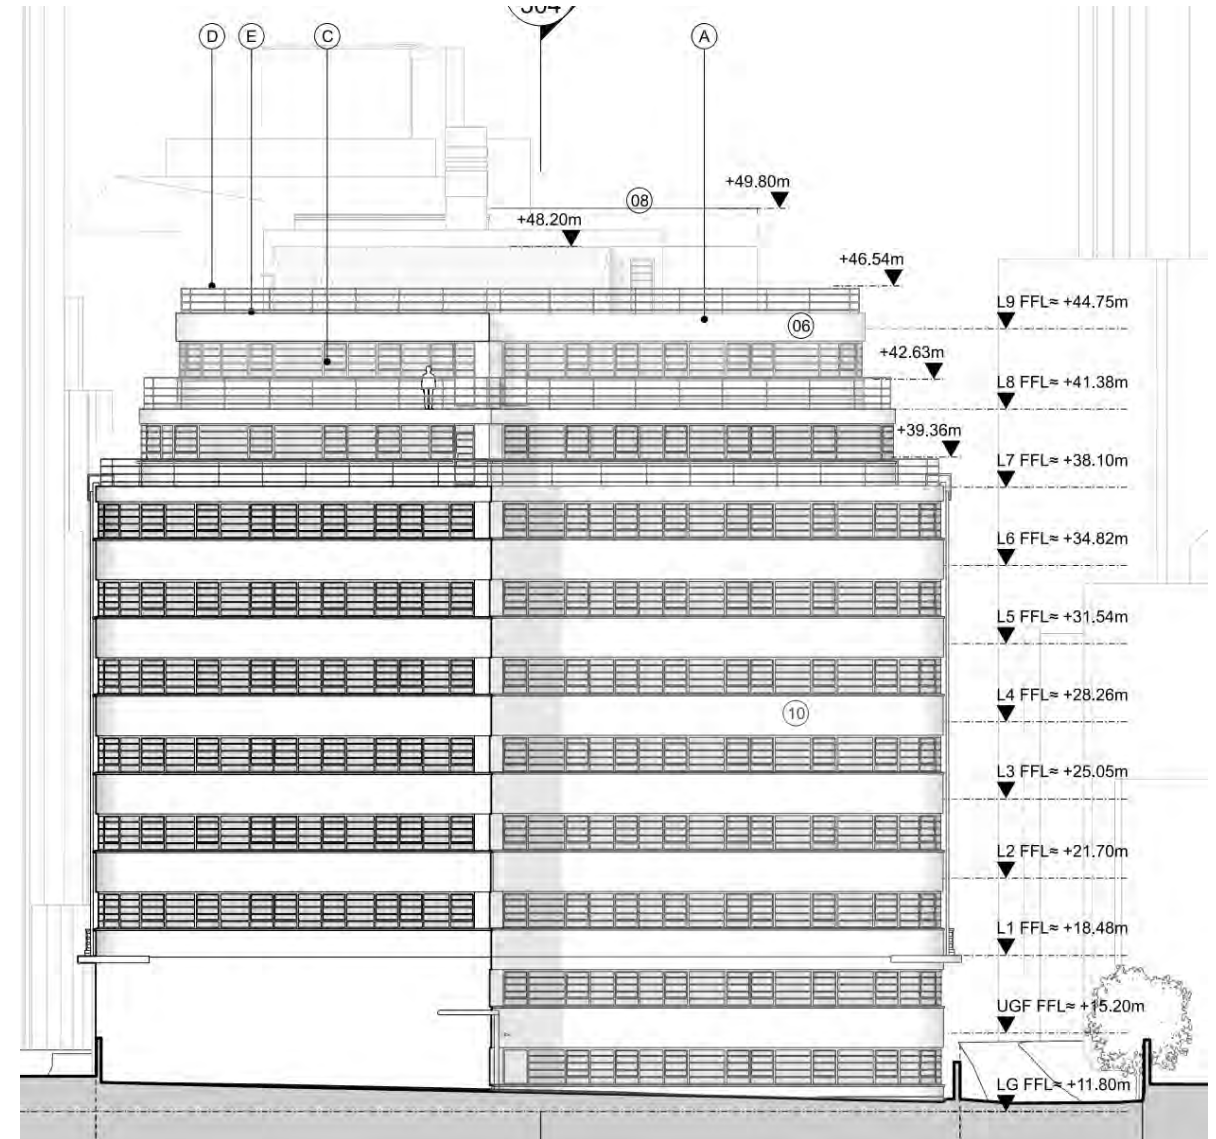 304
D
E
C
A
+49.80m
08
+48.20m
+46.54m
L9 FFL≈ +44.75m
06
+42.63m
L8 FFL≈ +41.38m
+39.36m
L7 FFL≈ +38.10m
L6 FFL≈ +34.82m
L5 FFL≈ +31.54m
L4 FFL≈ +28.26m
10
L3 FFL≈ +25.05m
L2 FFL≈ +21.70m
L1 FFL≈ +18.48m
UGF FFL≈ +15.20m
LG FFL≈ +11.80m